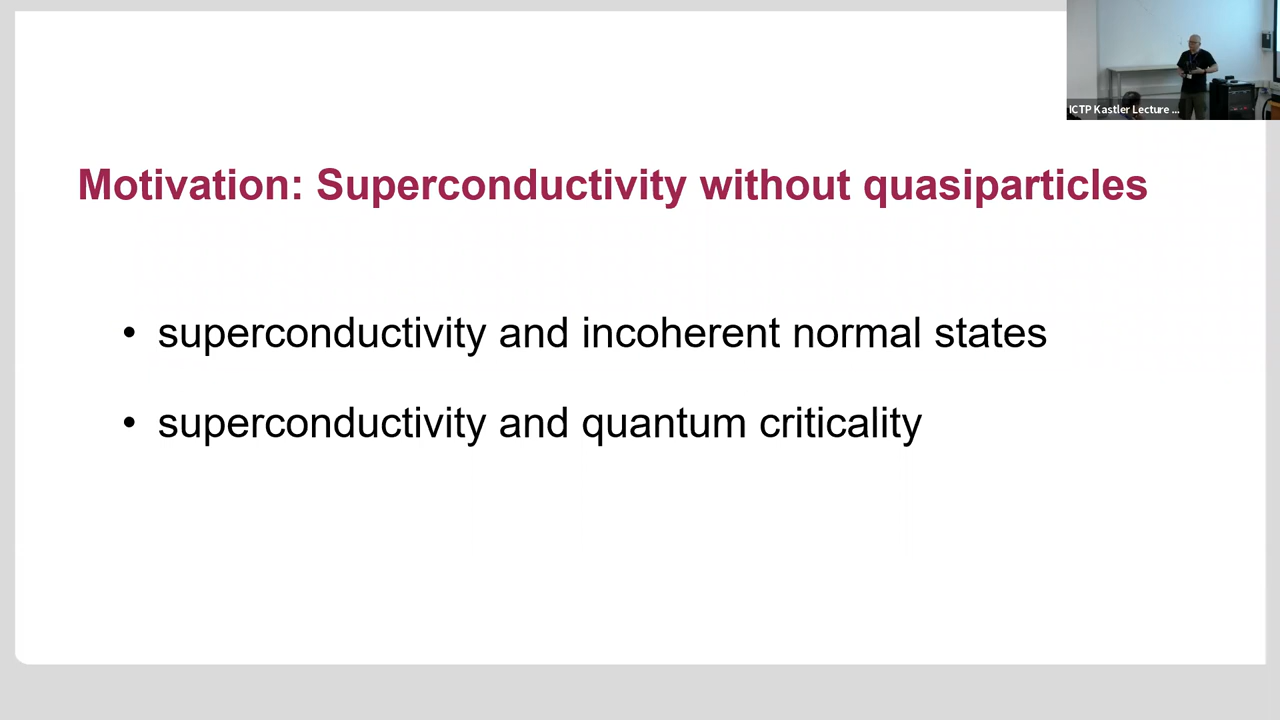 ICTP Kastler Lecture ...
Motivation: Superconductivity without quasiparticles
• superconductivity and incoherent normal states
• superconductivity and quantum criticality